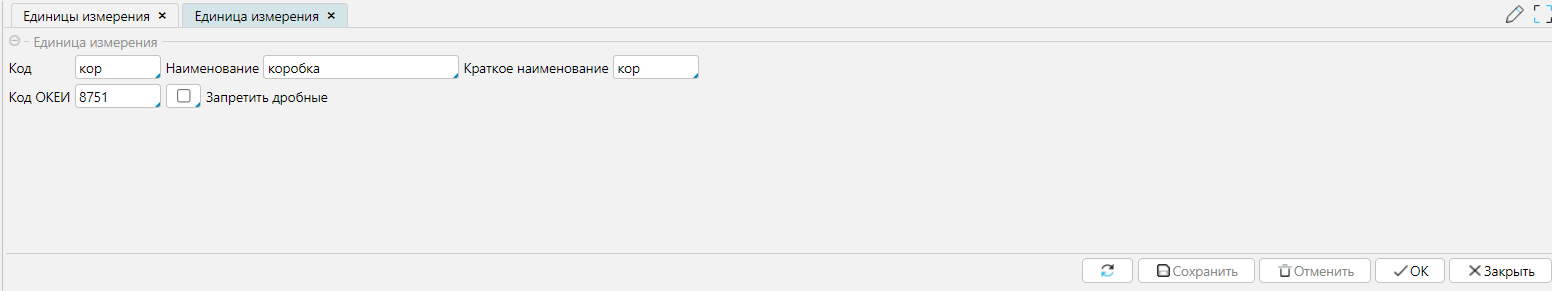 Единицы измерения × Единица измерения ×
Единица измерения
Код кор Наименование коробка Краткое наименование кор
Код ОКЕИ 8751 Запретить дробные
Сохранить Отменить ОК Закрыть